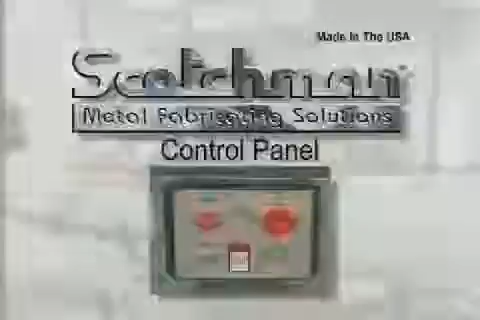 Made In The USA
Scotchman
Metal Fabricating Solutions
Control Panel